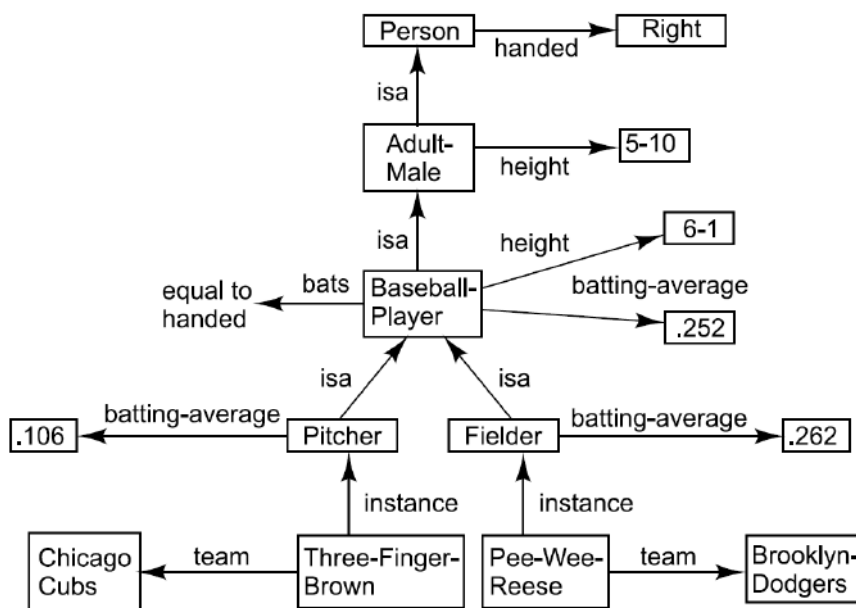 Person
handed
Right
isa
Adult-
Male
height
5-10
isa
height
6-1
equal to
handed
bats
Baseball-
Player
batting-average
.252
isa
isa
.106
batting-average
Pitcher
Fielder
batting-average
.262
instance
instance
Chicago
Cubs
team
Three-Finger-
Brown
Pee-Wee-
Reese
team
Brooklyn-
Dodgers